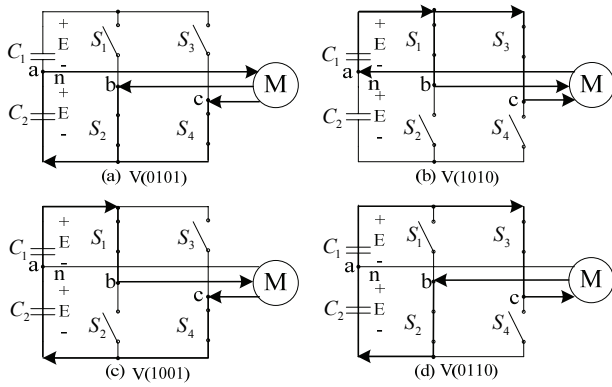 +
E
-
C1
S1
S3
a
n
b
c
M
+
E
-
C2
S2
S4
(a) V(0101)
+
E
-
C1
S1
S3
a
n
b
c
M
+
E
-
C2
S2
S4
(b) V(1010)
+
E
-
C1
S1
S3
a
n
b
c
M
+
E
-
C2
S2
S4
(c) V(1001)
+
E
-
C1
S1
S3
a
n
b
c
M
+
E
-
C2
S2
S4
(d) V(0110)